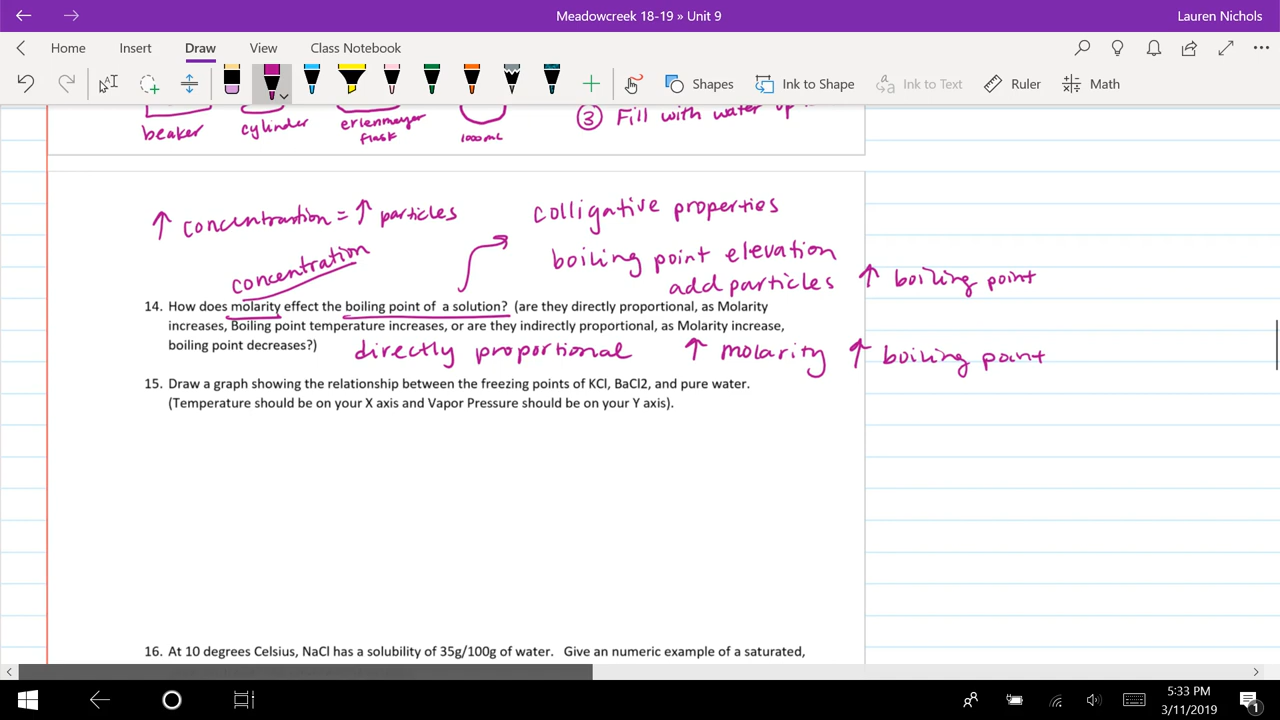 Meadowcreek 18-19 » Unit 9
Lauren Nichols
Home Insert Draw View Class Notebook
Ink to Shape
Shapes
Ink to Text
Ruler
Math
beaker
cylinder
erlenmeyer
flask
1000mL
③ Fill with water up
↑ concentration = ↑ particles
colligative properties
concentration
boiling point elevation
add particles ↑ boiling point
14. How does molarity effect the boiling point of a solution? (are they directly proportional, as Molarity
increases, Boiling point temperature increases, or are they indirectly proportional, as Molarity increase,
boiling point decreases?)
directly proportional ↑ molarity ↑ boiling point
15. Draw a graph showing the relationship between the freezing points of KCl, BaCl2, and pure water.
(Temperature should be on your X axis and Vapor Pressure should be on your Y axis).
16. At 10 degrees Celsius, NaCl has a solubility of 35g/100g of water. Give an numeric example of a saturated,
5:33 PM
3/11/2019
1